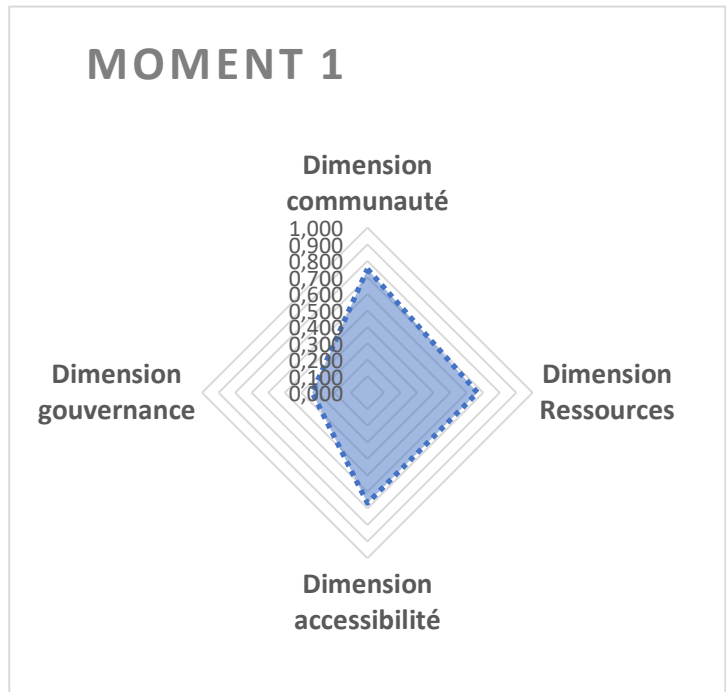 MOMENT 1
Dimension
communauté
1,000
0,900
0,800
0,700
0,600
0,500
0,400
0,300
0,200
0,100
0,000
Dimension
gouvernance
Dimension
Ressources
Dimension
accessibilité